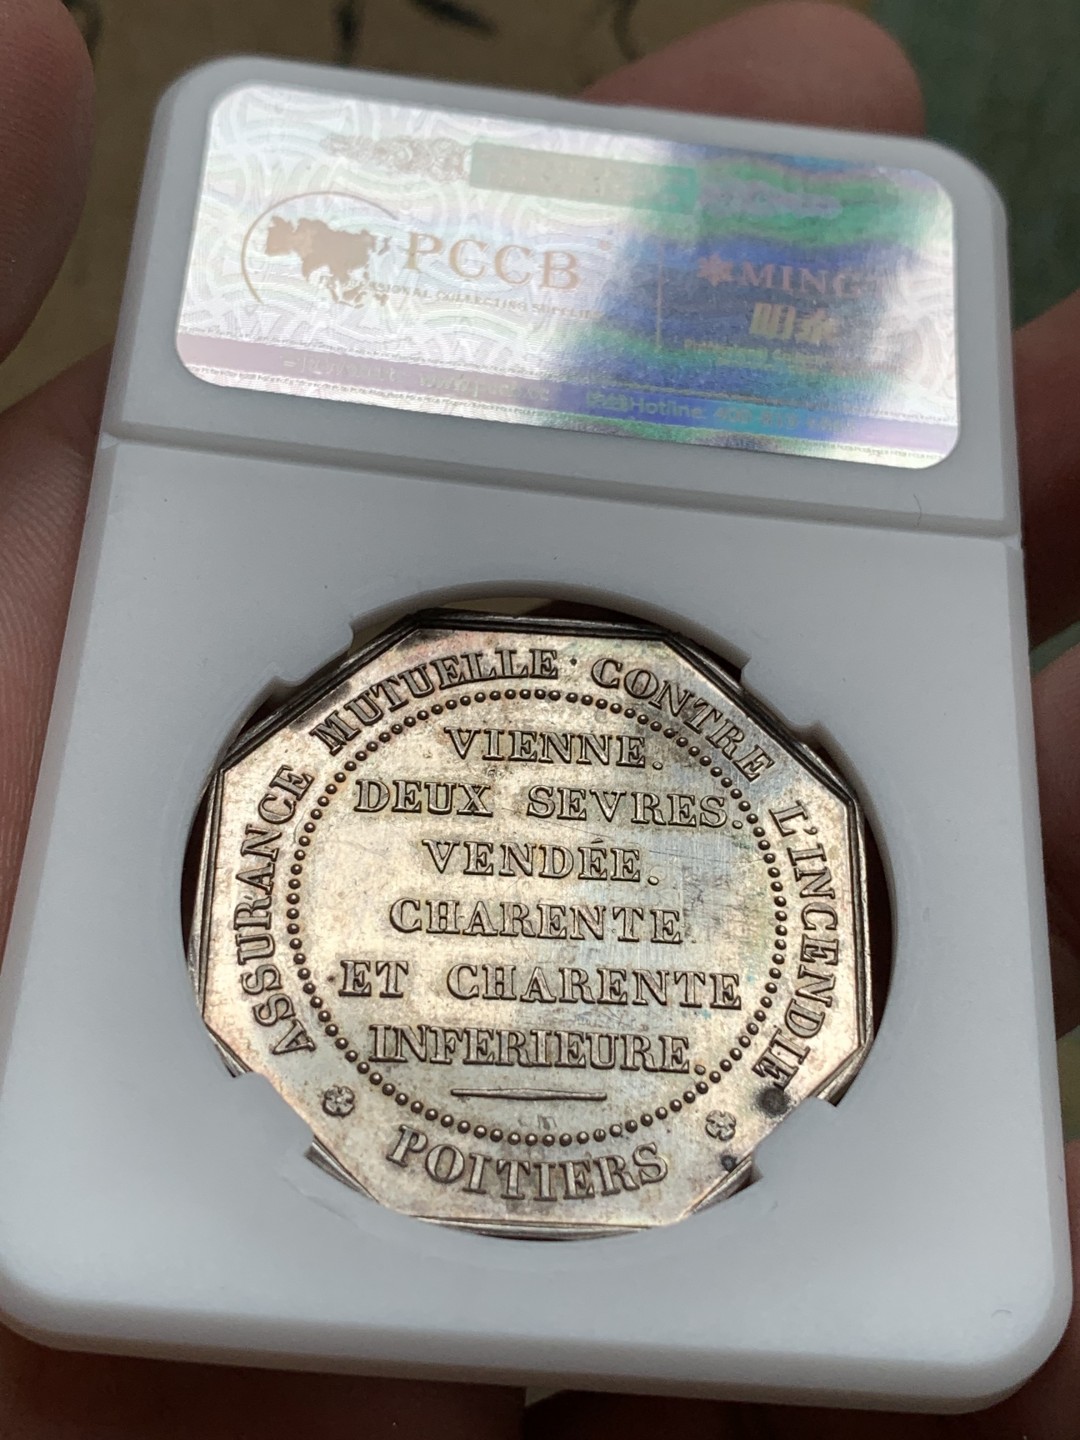 PCCB
MING
明泰
Hotline:
ASSURANCE MUTUELLE CONTRE L'INCENDIE
VIENNE.
DEUX SEVRES.
VENDÉE.
CHARENTE
ET CHARENTE
INFERIEURE.
POITIERS